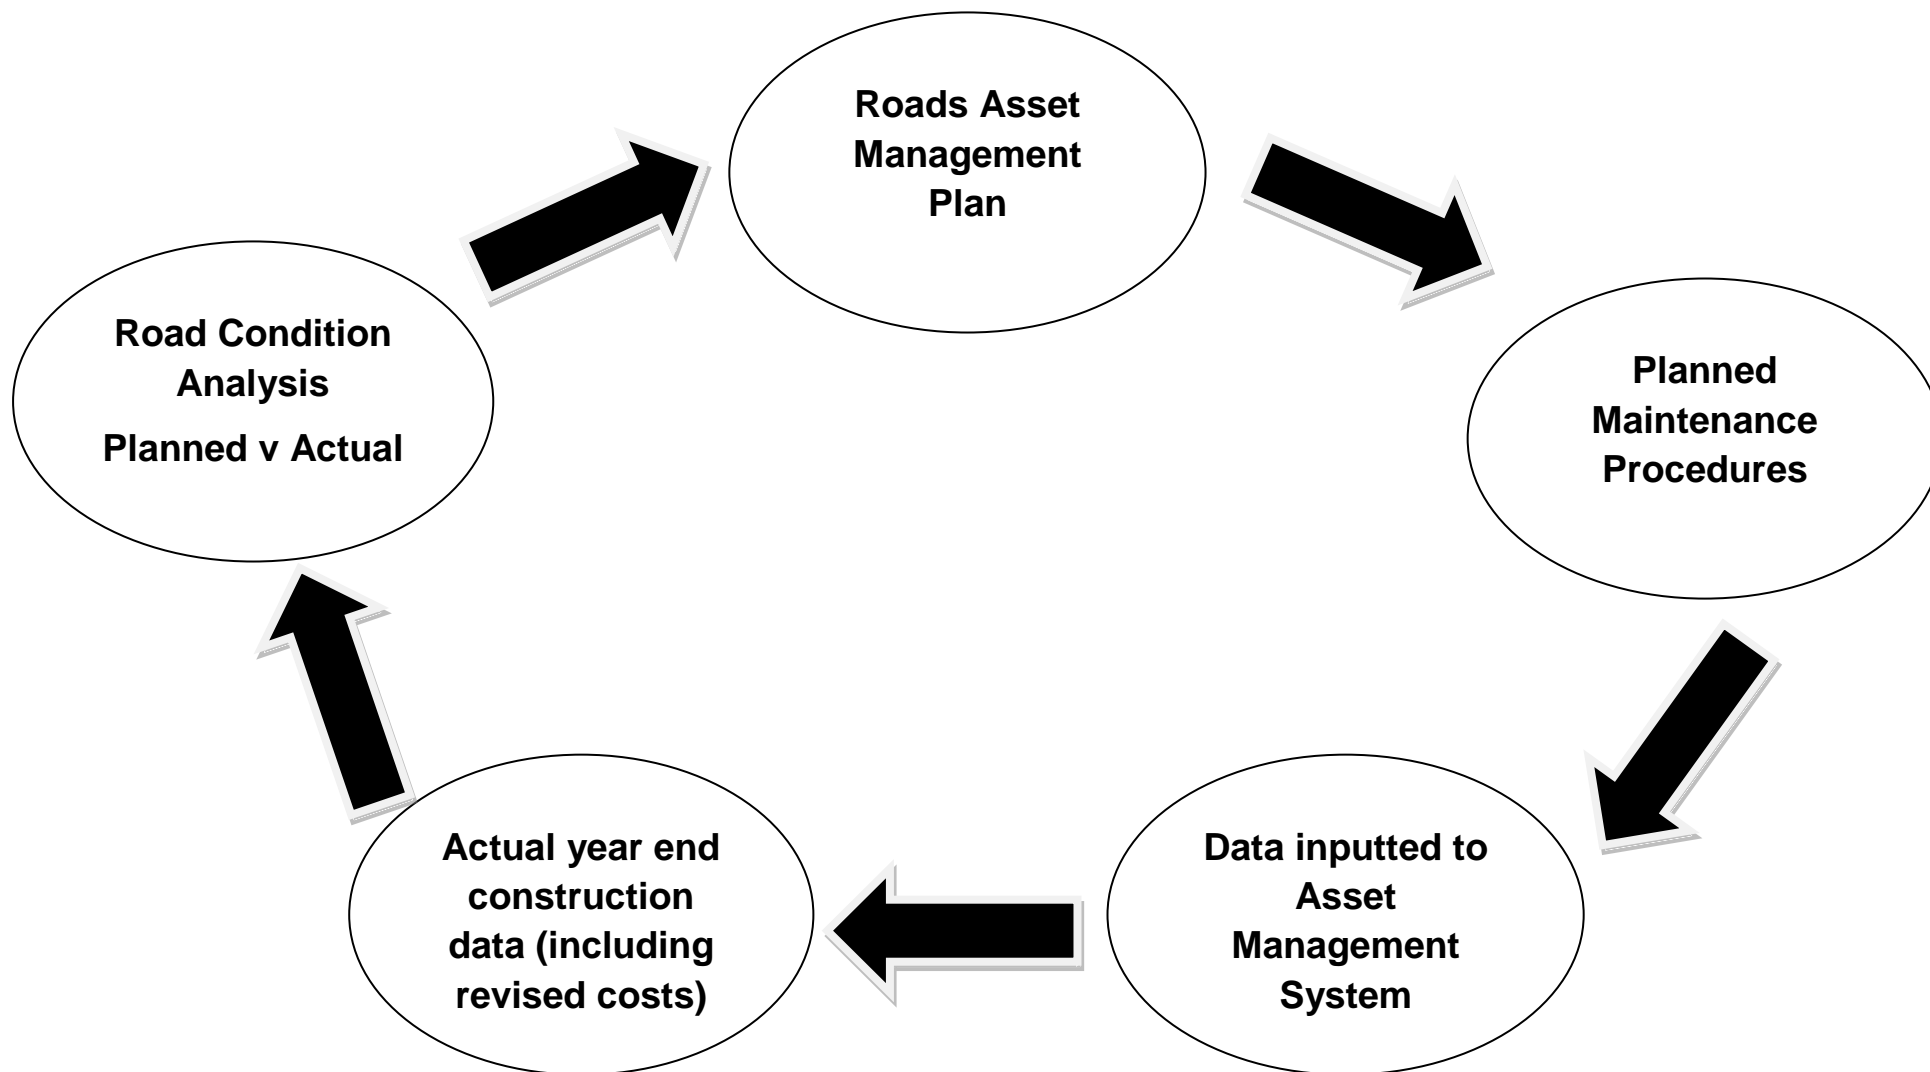 Roads Asset
Management
Plan
Planned
Maintenance
Procedures
Data inputted to
Asset
Management
System
Actual year end
construction
data (including
revised costs)
Road Condition
Analysis
Planned v Actual